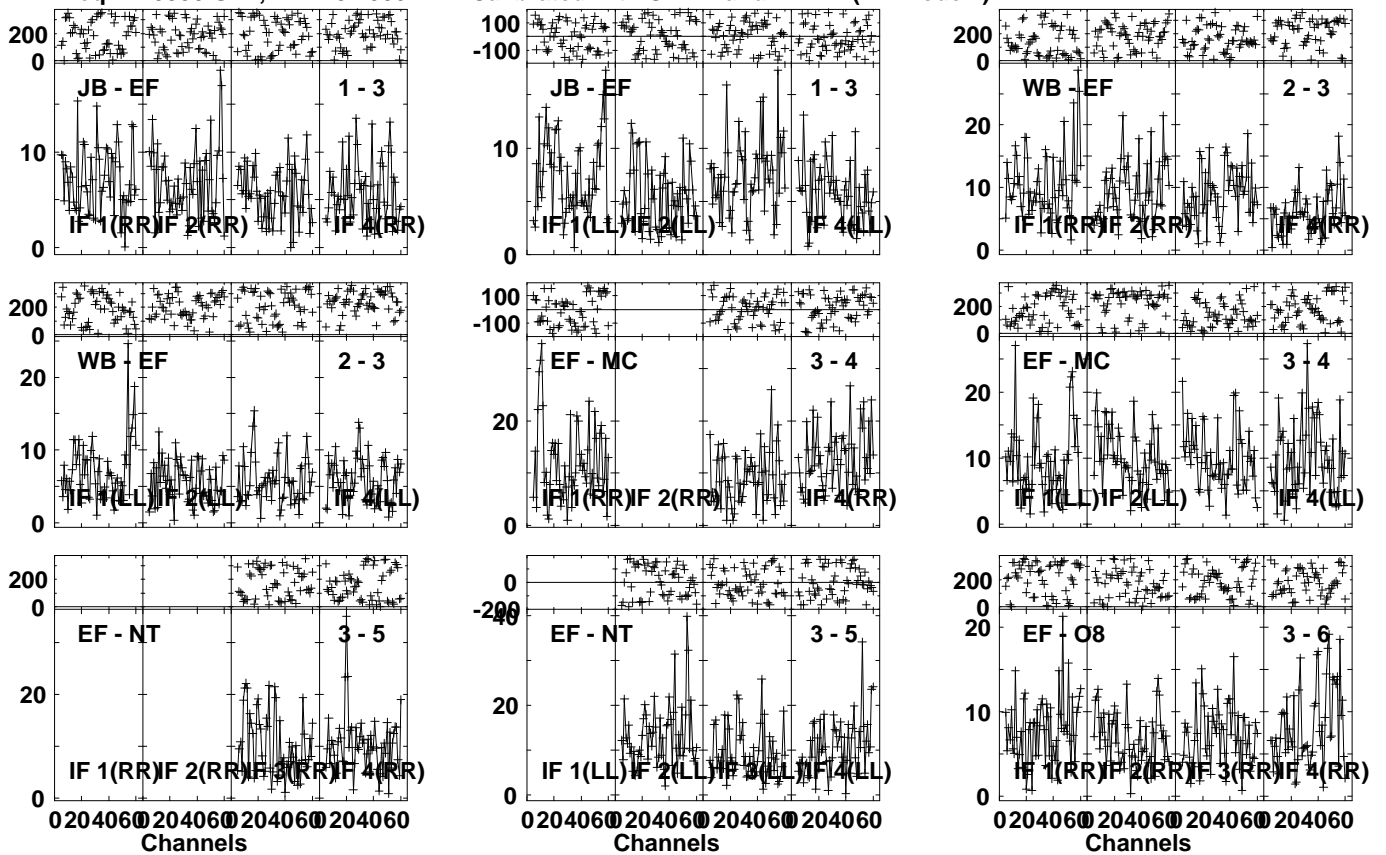 200
0
JB - EF
1 - 3
10
IF 1(RR)
IF 2(RR)
IF 4(RR)
0
100
-100
JB - EF
1 - 3
10
IF 1(LL)
IF 2(LL)
IF 4(LL)
0
200
0
WB - EF
2 - 3
20
10
IF 1(RR)
IF 2(RR)
IF 4(RR)
0
200
0
WB - EF
2 - 3
20
10
IF 1(LL)
IF 2(LL)
IF 4(LL)
0
100
-100
EF - MC
3 - 4
20
IF 1(RR)
IF 2(RR)
IF 4(RR)
0
200
0
EF - MC
3 - 4
20
10
IF 1(LL)
IF 2(LL)
IF 4(LL)
0
200
0
EF - NT
3 - 5
20
IF 1(RR)
IF 2(RR)
IF 3(RR)
IF 4(RR)
0
0 20 40 60 0 20 40 60 0 20 40 60 0 20 40 60
Channels
0
-200
40
EF - NT
3 - 5
20
IF 1(LL)
IF 2(LL)
IF 3(LL)
IF 4(LL)
0
0 20 40 60 0 20 40 60 0 20 40 60 0 20 40 60
Channels
200
0
20
EF - O8
3 - 6
10
IF 1(RR)
IF 2(RR)
IF 3(RR)
IF 4(RR)
0
0 20 40 60 0 20 40 60 0 20 40 60 0 20 40 60
Channels